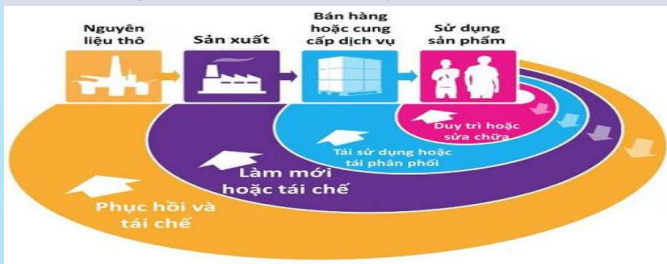 Nguyên
liệu thô
Sản xuất
Bán hàng
hoặc cung
cấp dịch vụ
Sử dụng
sản phẩm
Duy trì hoặc
sửa chữa
Tái sử dụng hoặc
tái phân phối
Làm mới
hoặc tái chế
Phục hồi và
tái chế